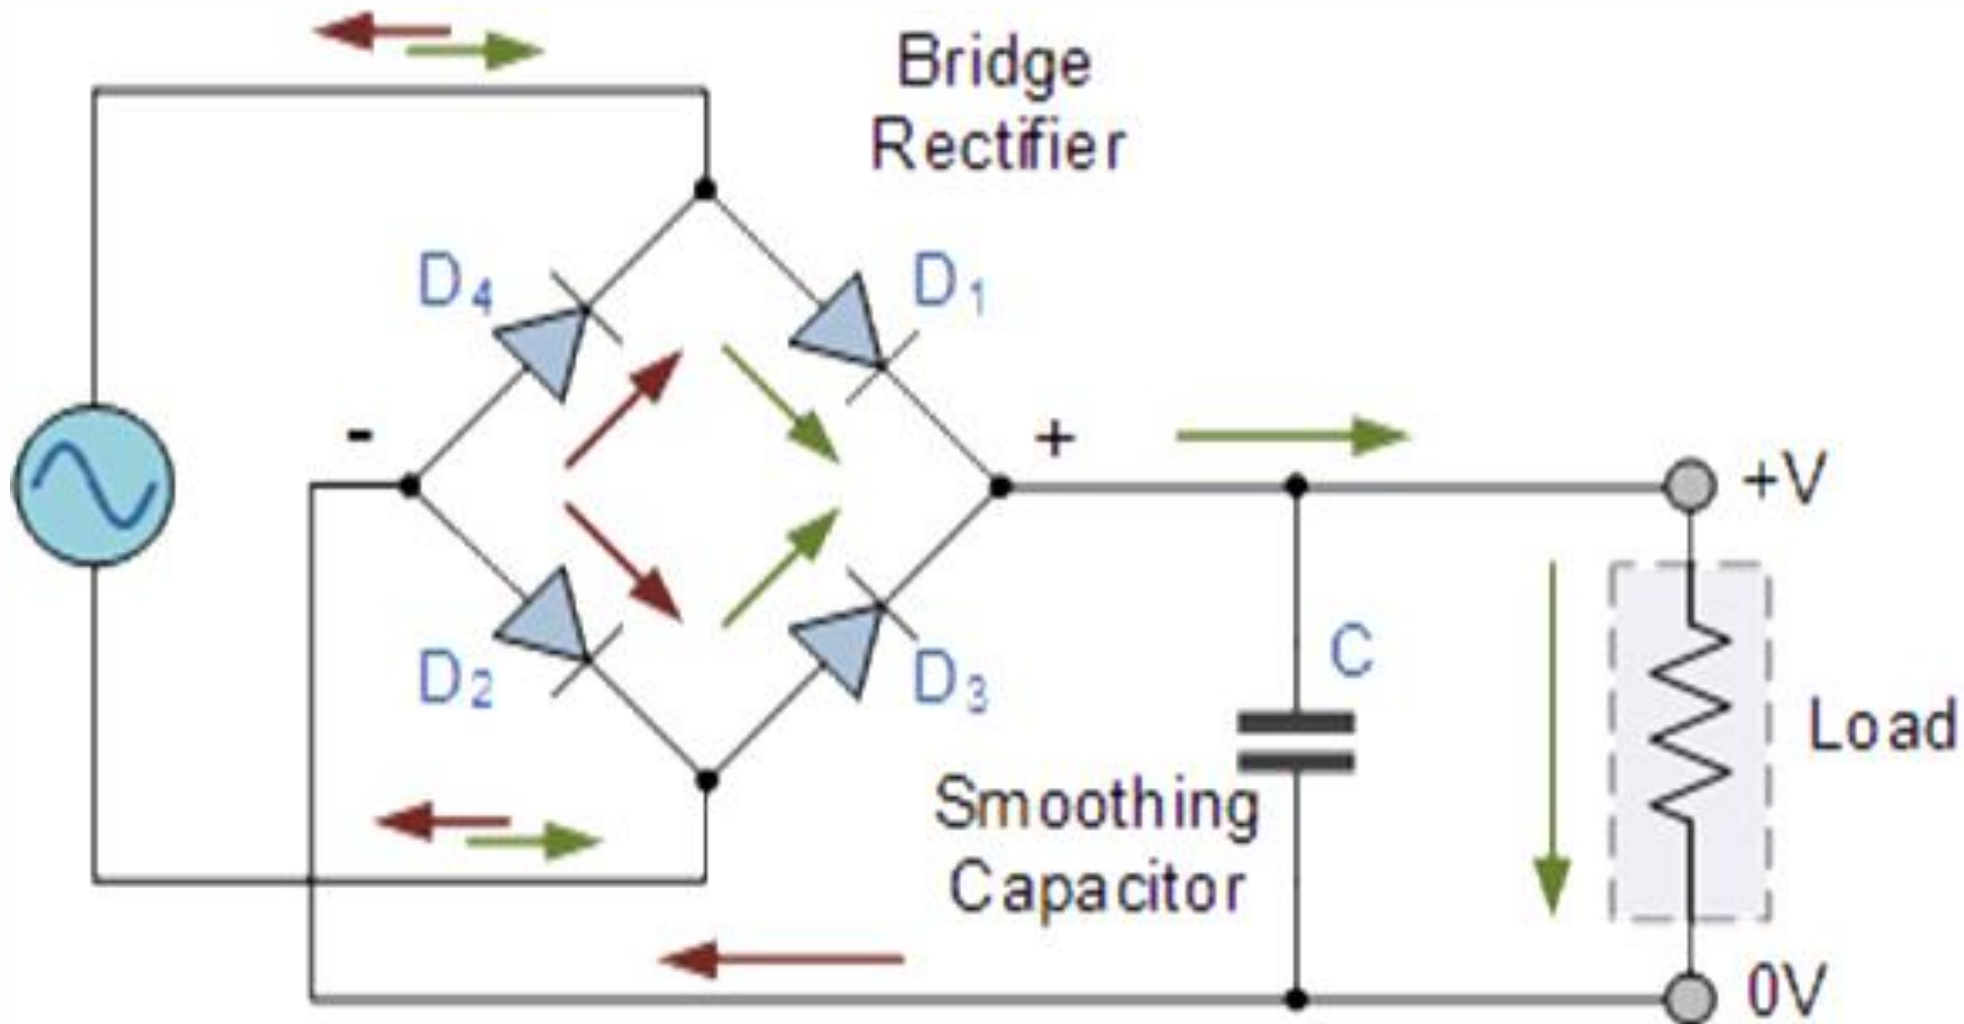 Bridge
Rectifier
D4
D1
-
+
+V
D2
D3
C
Load
Smoothing
Capacitor
0V